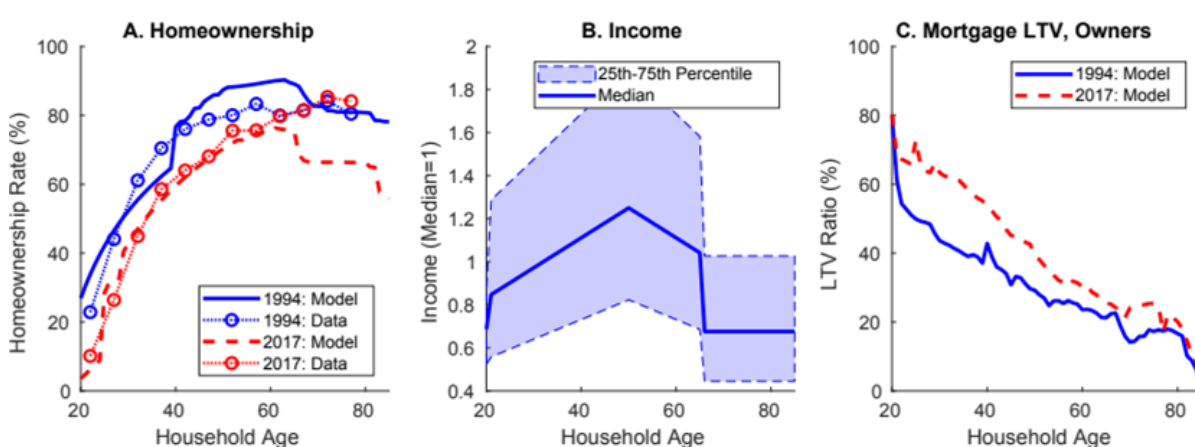 A. Homeownership
100
80
60
40
20
0
Homeownership Rate (%)
1994: Model
1994: Data
2017: Model
2017: Data
20 40 60 80
Household Age
B. Income
2
1.8
1.6
1.4
1.2
1
0.8
0.6
0.4
Income (Median=1)
25th-75th Percentile
Median
20 40 60 80
Household Age
C. Mortgage LTV, Owners
100
80
60
40
20
0
LTV Ratio (%)
1994: Model
2017: Model
20 40 60 80
Household Age